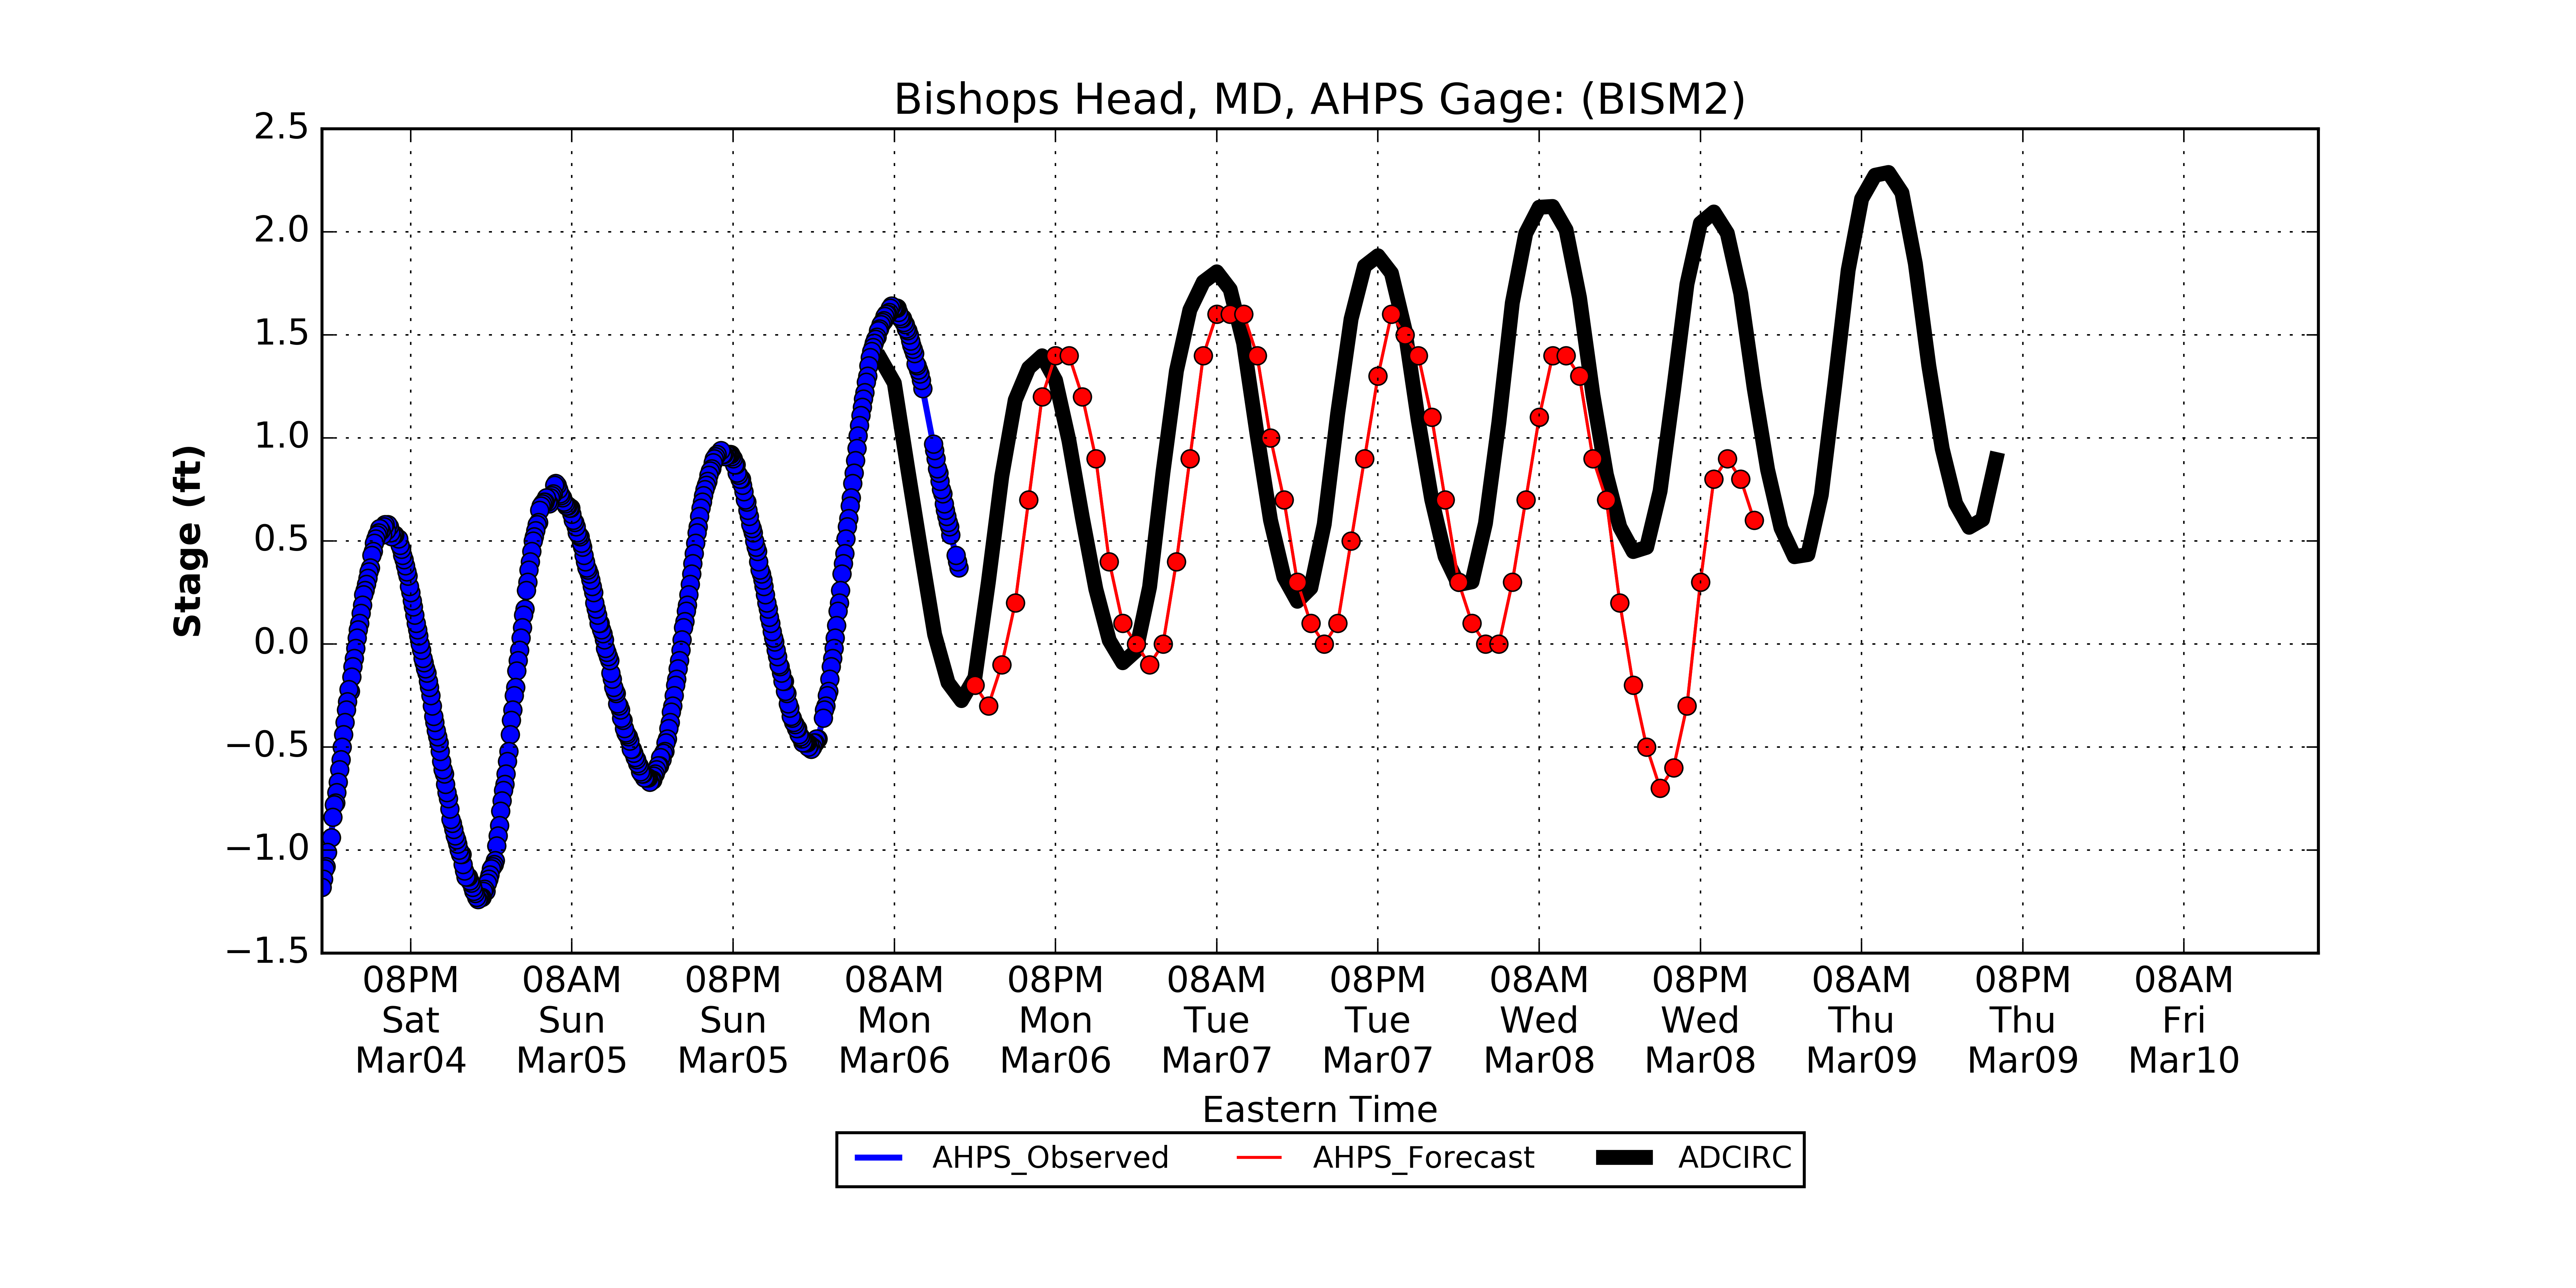 Bishops Head, MD, AHPS Gage: (BISM2)
2.5
2.0
1.5
1.0
0.5
0.0
−0.5
−1.0
−1.5
Stage (ft)
08PM 08AM 08PM 08AM 08PM 08AM 08PM 08AM 08PM 08AM 08PM 08AM
Sat Sun Sun Mon Mon Tue Tue Wed Wed Thu Thu Fri
Mar04 Mar05 Mar05 Mar06 Mar06 Mar07 Mar07 Mar08 Mar08 Mar09 Mar09 Mar10
Eastern Time
AHPS_Observed AHPS_Forecast ADCIRC